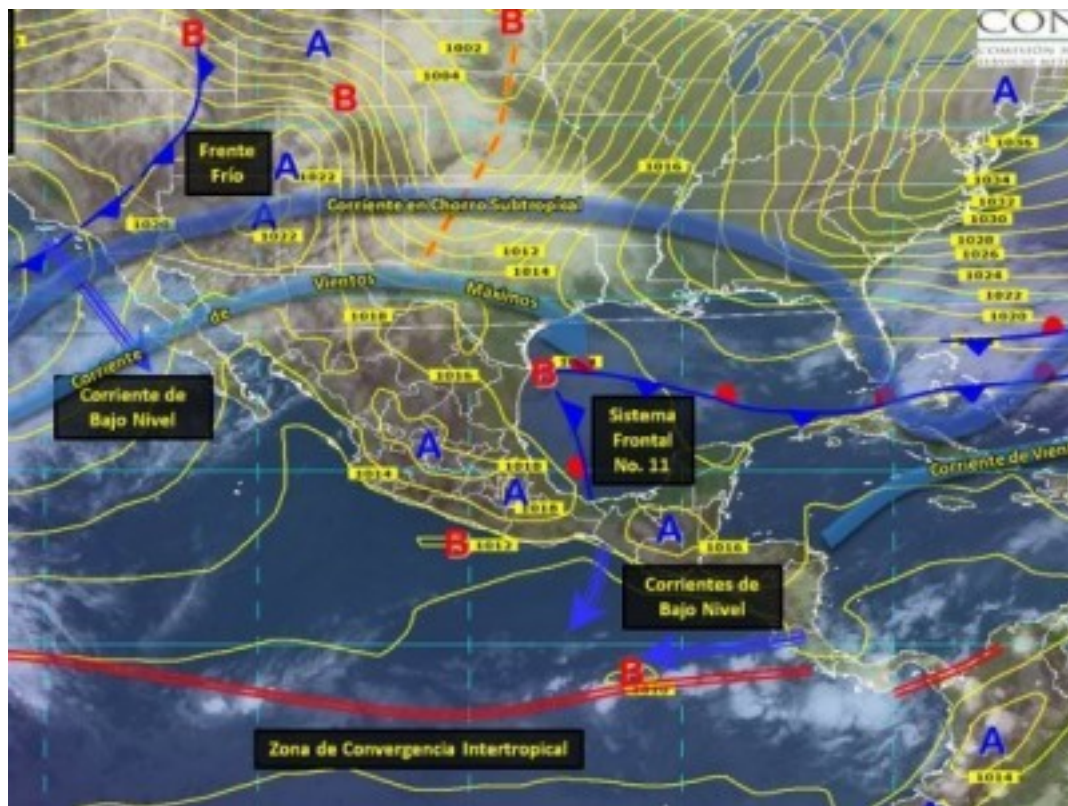 CON
COMISIÓN
B
B
A
1002
1004
B
A
Frente
Frío
A
1022
1016
1036
1034
1032
1030
1028
1026
1024
1022
1020
1020
A
1022
Corriente en Chorro Subtropical
1012
1014
Corriente de Vientos Máximos
1018
1016
B
Corriente de
Bajo Nivel
Sistema
Frontal
No. 11
A
1014
1018
A
1016
Corriente de Vien
B
1012
A
1016
Corrientes de
Bajo Nivel
B
1010
Zona de Convergencia Intertropical
A
1014